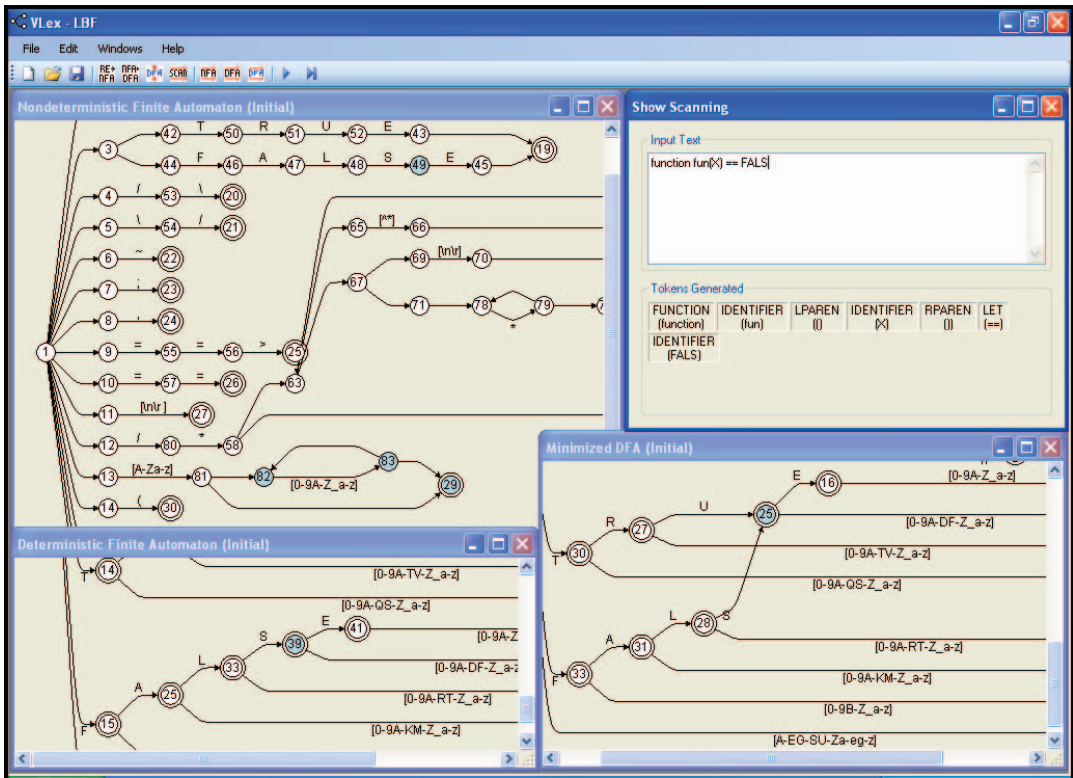 VLex - LBF
File Edit Windows Help
RE→ NFA NFA→ DFA DFA SCAN NFA DFA DFA
Nondeterministic Finite Automaton (Initial)
3 42 T 50 R 51 U 52 E 43 19
44 F 46 A 47 L 48 S 49 E 45
4 / 53 \ 20
5 \ 54 / 21
65 [^*] 66
6 ~ 22
69 [\n\r] 70
7 ; 23
67
71 78 79 *
8 , 24
1 9 = 55 = 56 > 25
10 = 57 = 26 63
11 [\n\r ] 27
12 / 80 * 58
13 [A-Za-z] 81 82 [0-9A-Z_a-z] 83 29
14 ( 30
Show Scanning
Input Text
function fun(X) == FALS
Tokens Generated
FUNCTION IDENTIFIER LPAREN IDENTIFIER RPAREN LET
(function) (fun) (() (X) ()) (==)
IDENTIFIER
(FALS)
Deterministic Finite Automaton (Initial)
T 14 [0-9A-TV-Z_a-z]
[0-9A-QS-Z_a-z]
S 39 E 41 [0-9A-Z
L 33 [0-9A-DF-Z_a-z
A 25 [0-9A-RT-Z_a-z]
F 15 [0-9A-KM-Z_a-z]
Minimized DFA (Initial)
E 16 [0-9A-Z_a-z]
R 27 U 25 [0-9A-DF-Z_a-z]
T 30 [0-9A-TV-Z_a-z]
[0-9A-QS-Z_a-z]
L 28 S
A 31 [0-9A-RT-Z_a-z]
F 33 [0-9A-KM-Z_a-z]
[0-9B-Z_a-z]
[A-EG-SU-Za-eg-z]